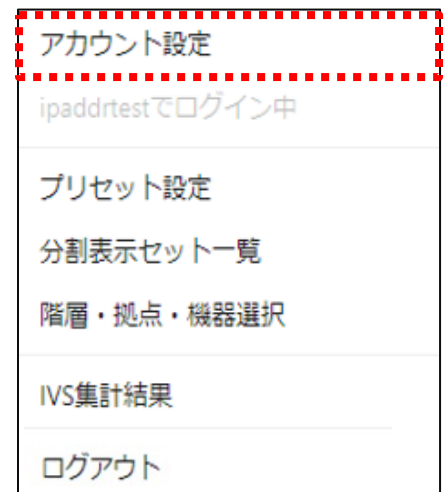 アカウント設定
ipaddrtestでログイン中
プリセット設定
分割表示セット一覧
階層・拠点・機器選択
IVS集計結果
ログアウト